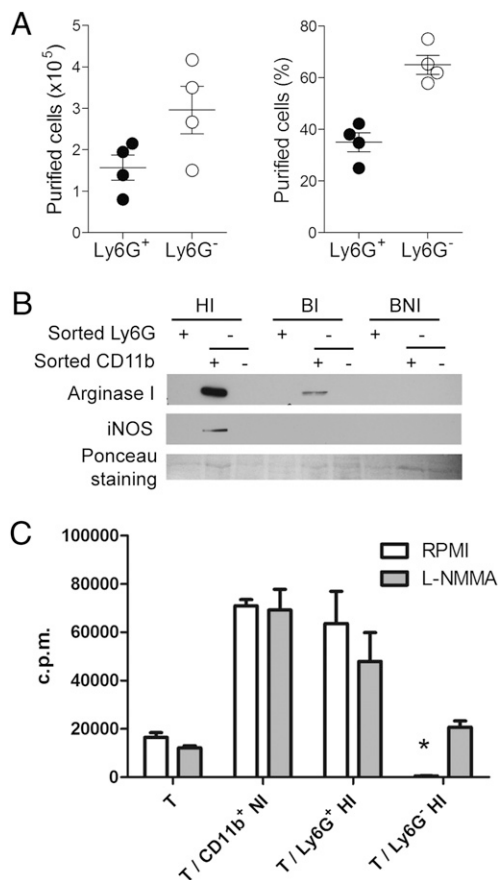 A
Purified cells (x10⁵)
5
4
3
2
1
0
Ly6G⁺
Ly6G⁻
Purified cells (%)
80
60
40
20
0
Ly6G⁺
Ly6G⁻
B
HI BI BNI
Sorted Ly6G + - + - + -
Sorted CD11b + - + - + -
Arginase I
iNOS
Ponceau
staining
C
c.p.m.
100000
80000
60000
40000
20000
0
RPMI
L-NMMA
*
T
T / CD11b⁺ NI
T / Ly6G⁺ HI
T / Ly6G⁻ HI